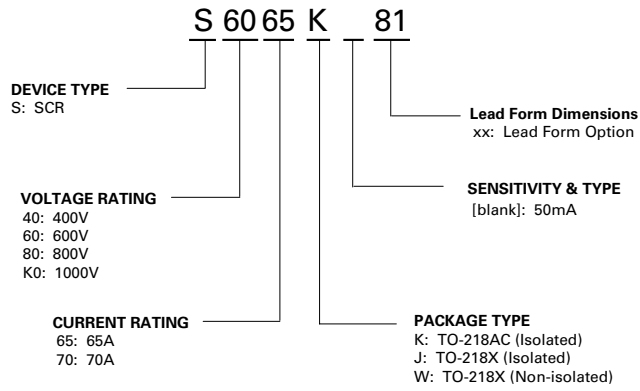 S 60 65 K 81
DEVICE TYPE
S: SCR
Lead Form Dimensions
xx: Lead Form Option
VOLTAGE RATING
40: 400V
60: 600V
80: 800V
K0: 1000V
SENSITIVITY & TYPE
[blank]: 50mA
CURRENT RATING
65: 65A
70: 70A
PACKAGE TYPE
K: TO-218AC (Isolated)
J: TO-218X (Isolated)
W: TO-218X (Non-isolated)